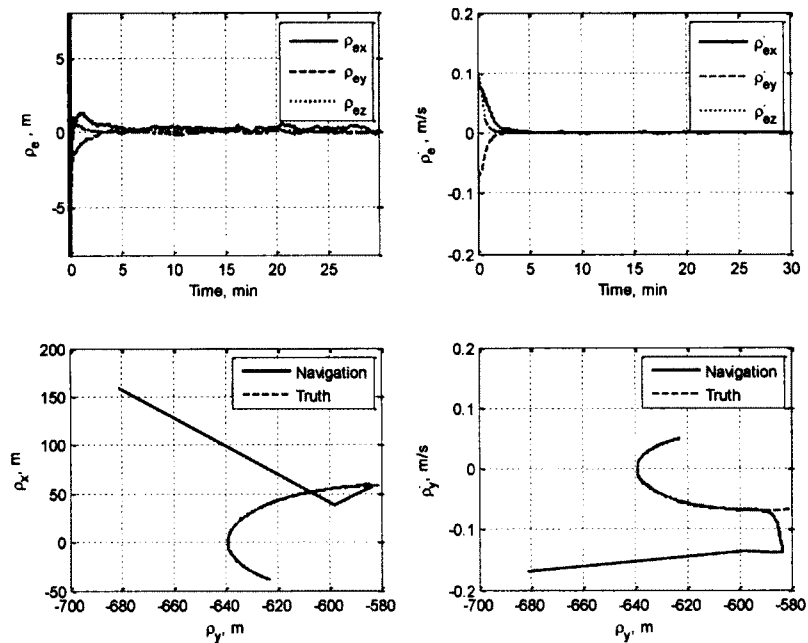 5
0
-5
ρe , m
0 5 10 15 20 25
Time, min
ρex
ρey
ρez
0.2
0.1
0
-0.1
-0.2
ρ̇e , m/s
0 5 10 15 20 25 30
Time, min
ρ̇ex
ρ̇ey
ρ̇ez
200
150
100
50
0
-50
ρx, m
-700 -680 -660 -640 -620 -600 -580
ρy, m
Navigation
Truth
0.2
0.1
0
-0.1
-0.2
ρ̇y, m/s
-700 -680 -660 -640 -620 -600 -580
ρy, m
Navigation
Truth